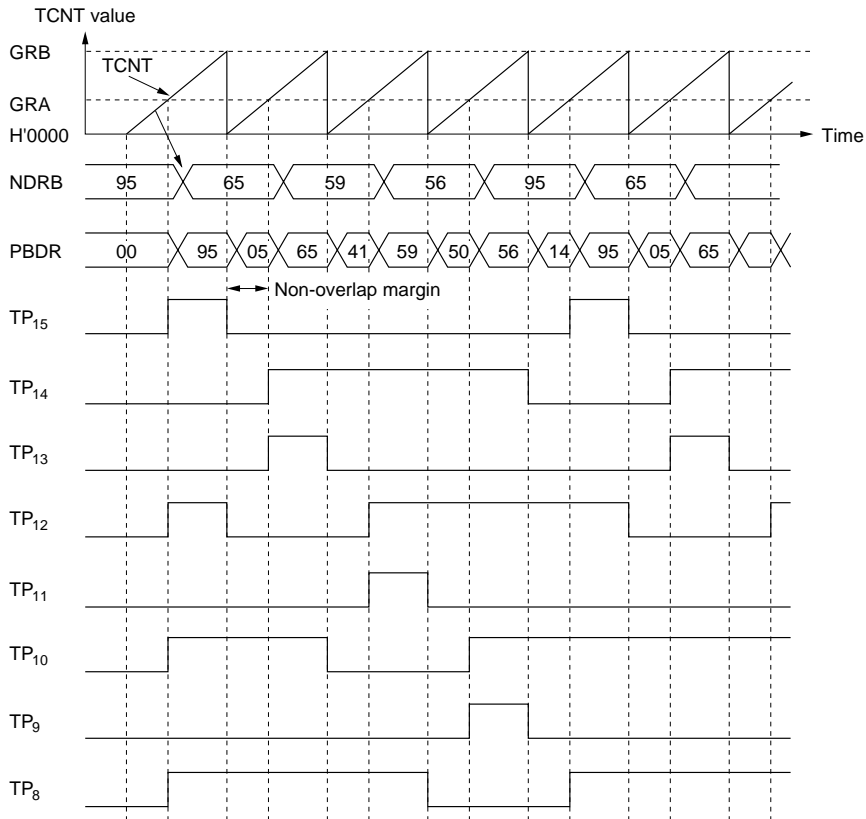 TCNT value
GRB
TCNT
GRA
H'0000
Time
NDRB
95 65 59 56 95 65
PBDR
00 95 05 65 41 59 50 56 14 95 05 65
Non-overlap margin
TP15
TP14
TP13
TP12
TP11
TP10
TP9
TP8